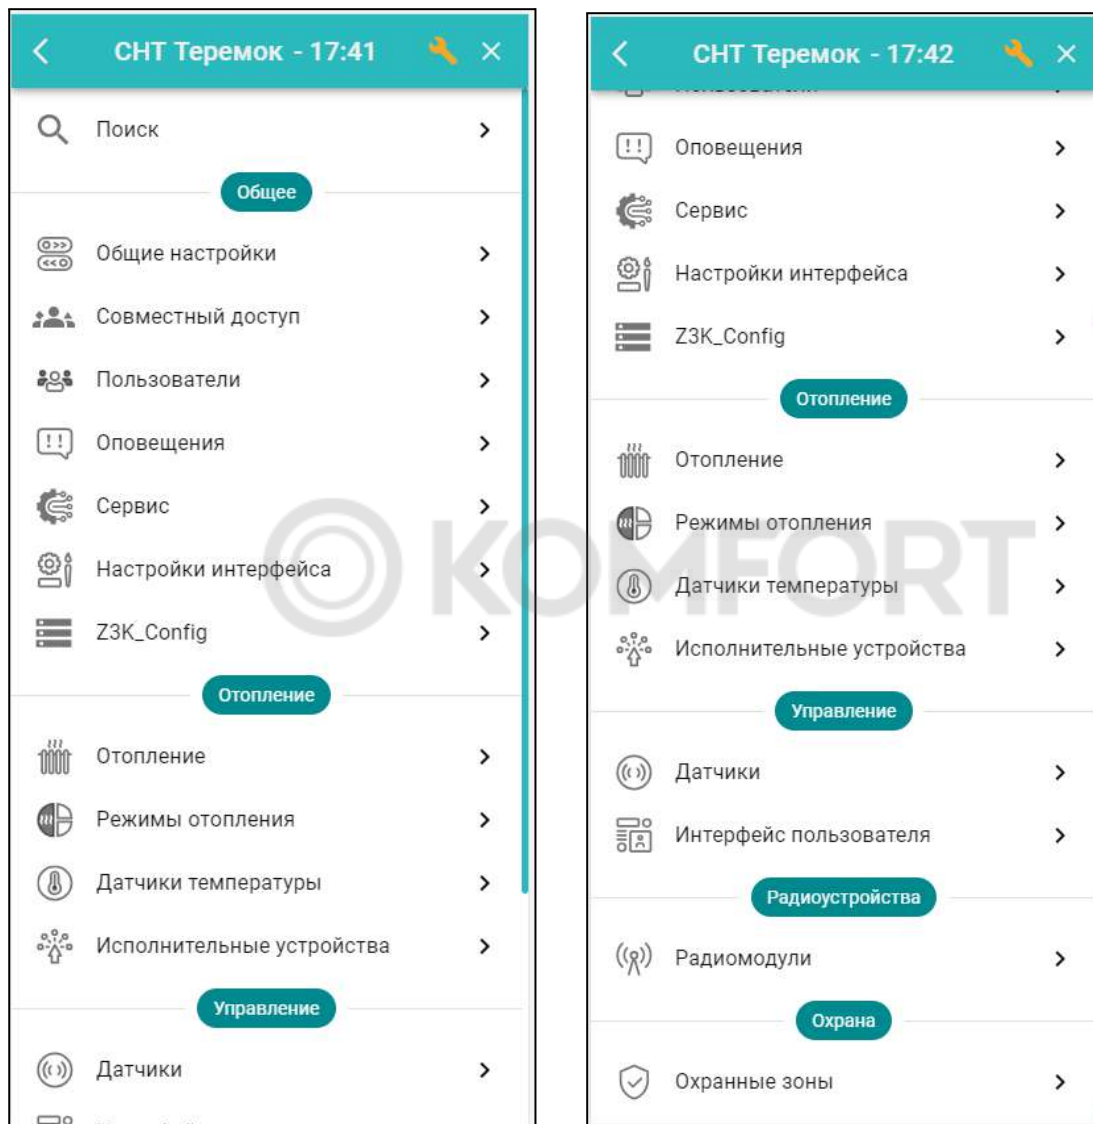 СНТ Теремок - 17:41
Поиск
Общее
Общие настройки
Совместный доступ
Пользователи
Оповещения
Сервис
Настройки интерфейса
Z3K_Config
Отопление
Отопление
Режимы отопления
Датчики температуры
Исполнительные устройства
Управление
Датчики
СНТ Теремок - 17:42
Оповещения
Сервис
Настройки интерфейса
Z3K_Config
Отопление
Отопление
Режимы отопления
Датчики температуры
Исполнительные устройства
Управление
Датчики
Интерфейс пользователя
Радиоустройства
Радиомодули
Охрана
Охранные зоны
KOMFORT